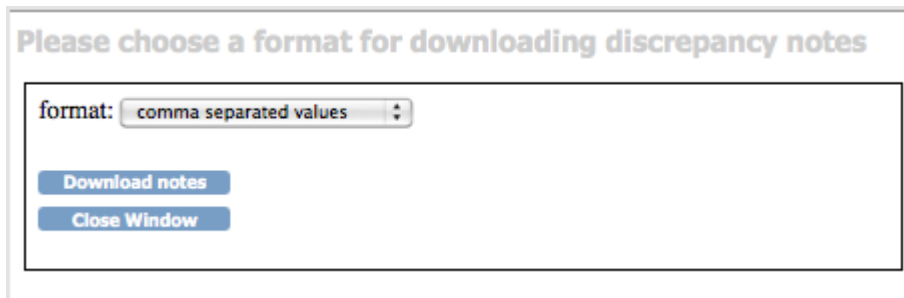 Please choose a format for downloading discrepancy notes
format: comma separated values
Download notes
Close Window